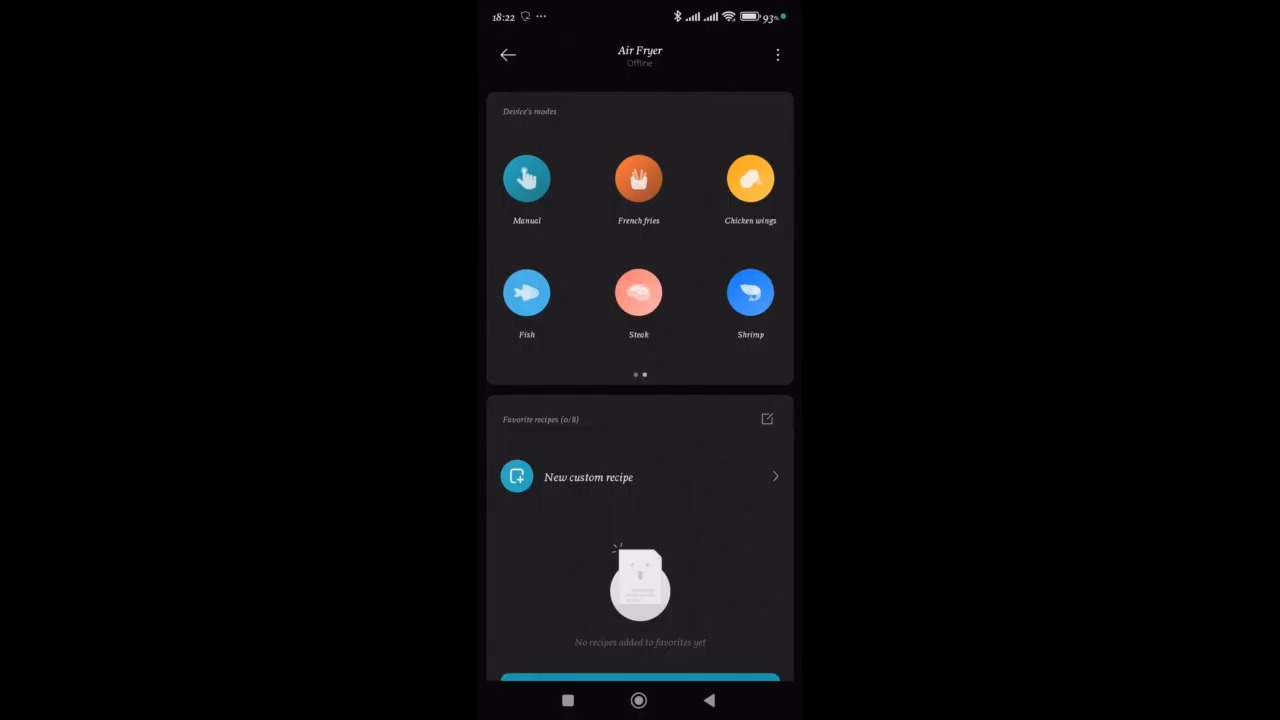 18:22 ... 93%
Air Fryer
Offline
Device's modes
Manual French fries Chicken wings
Fish Steak Shrimp
Favorite recipes (0/8)
New custom recipe
No recipes added to favorites yet